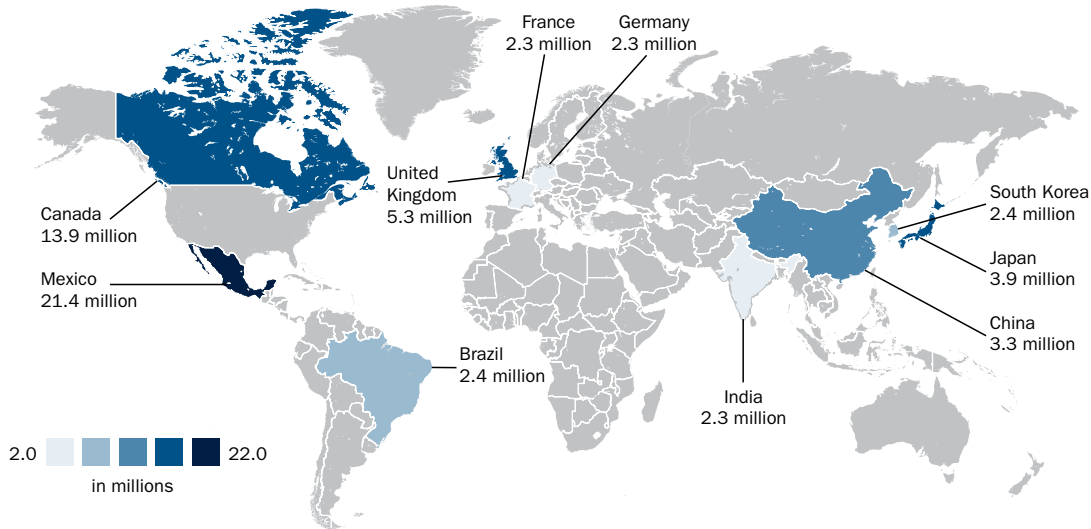 France
2.3 million
Germany
2.3 million
United
Kingdom
5.3 million
Canada
13.9 million
South Korea
2.4 million
Japan
3.9 million
Mexico
21.4 million
China
3.3 million
Brazil
2.4 million
India
2.3 million
2.0 22.0
in millions